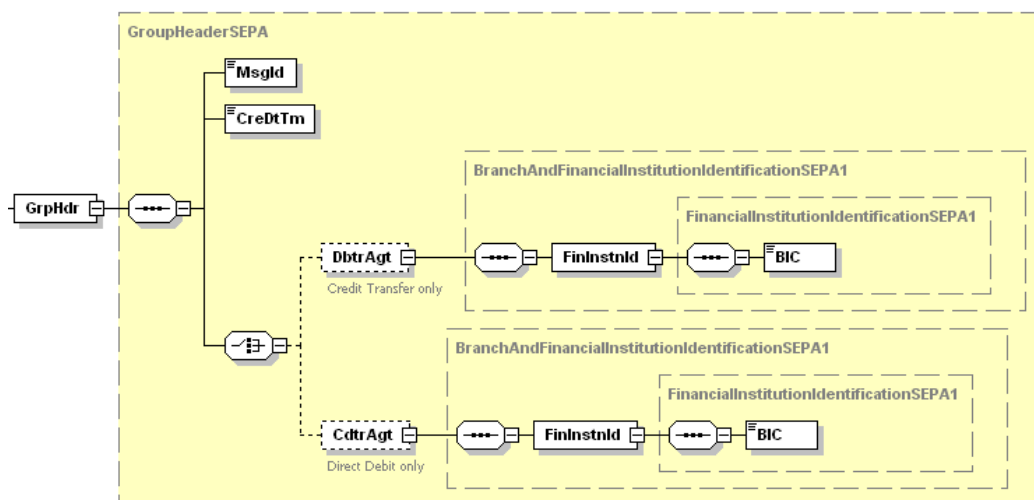 GroupHeaderSEPA
MsgId
CreDtTm
GrpHdr
BranchAndFinancialInstitutionIdentificationSEPA1
FinancialInstitutionIdentificationSEPA1
DbtrAgt
FinInstnId
BIC
Credit Transfer only
BranchAndFinancialInstitutionIdentificationSEPA1
FinancialInstitutionIdentificationSEPA1
CdtrAgt
FinInstnId
BIC
Direct Debit only